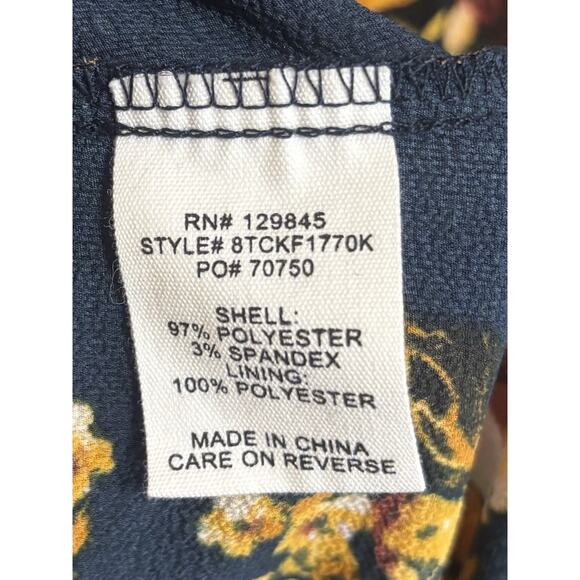 RN# 129845
STYLE# 8TCKF1770K
PO# 70750
SHELL:
97% POLYESTER
3% SPANDEX
LINING:
100% POLYESTER
MADE IN CHINA
CARE ON REVERSE